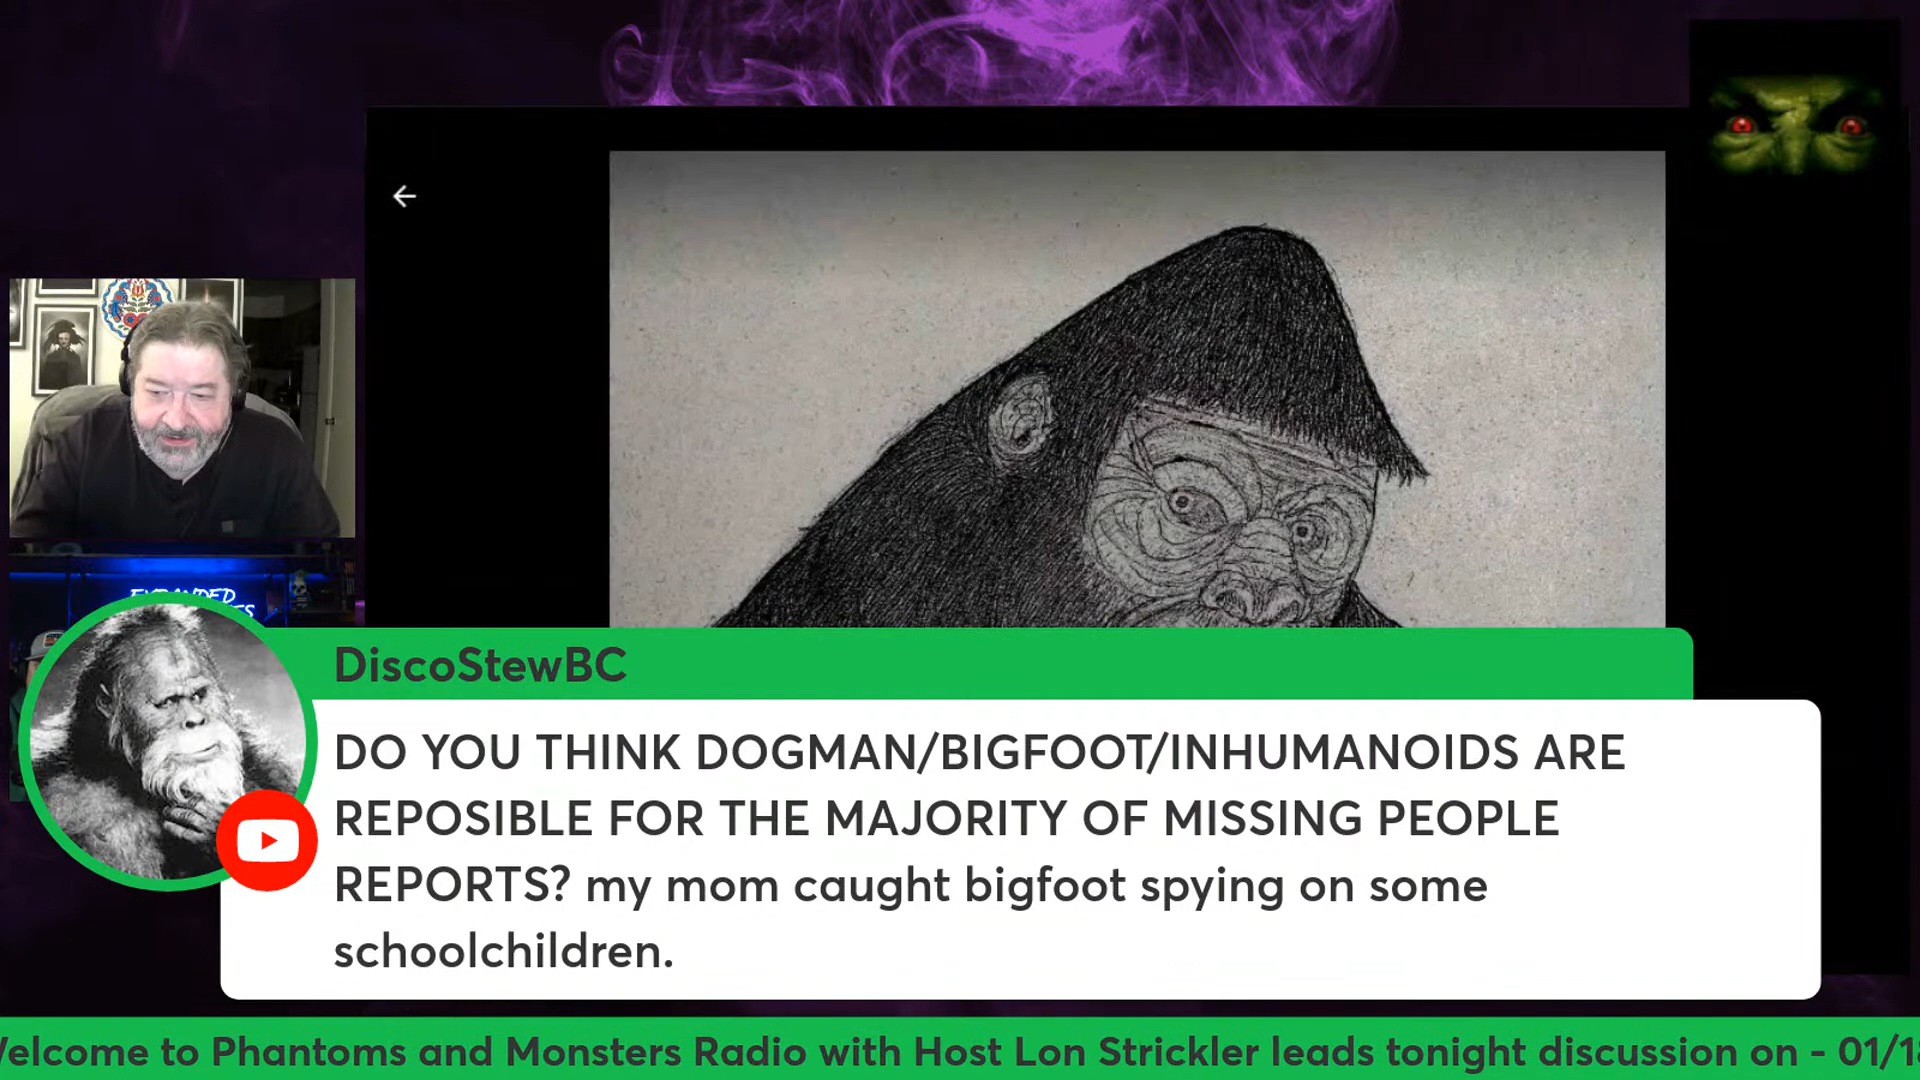 DiscoStewBC
DO YOU THINK DOGMAN/BIGFOOT/INHUMANOIDS ARE
REPOSIBLE FOR THE MAJORITY OF MISSING PEOPLE
REPORTS? my mom caught bigfoot spying on some
schoolchildren.
Welcome to Phantoms and Monsters Radio with Host Lon Strickler leads tonight discussion on - 01/18